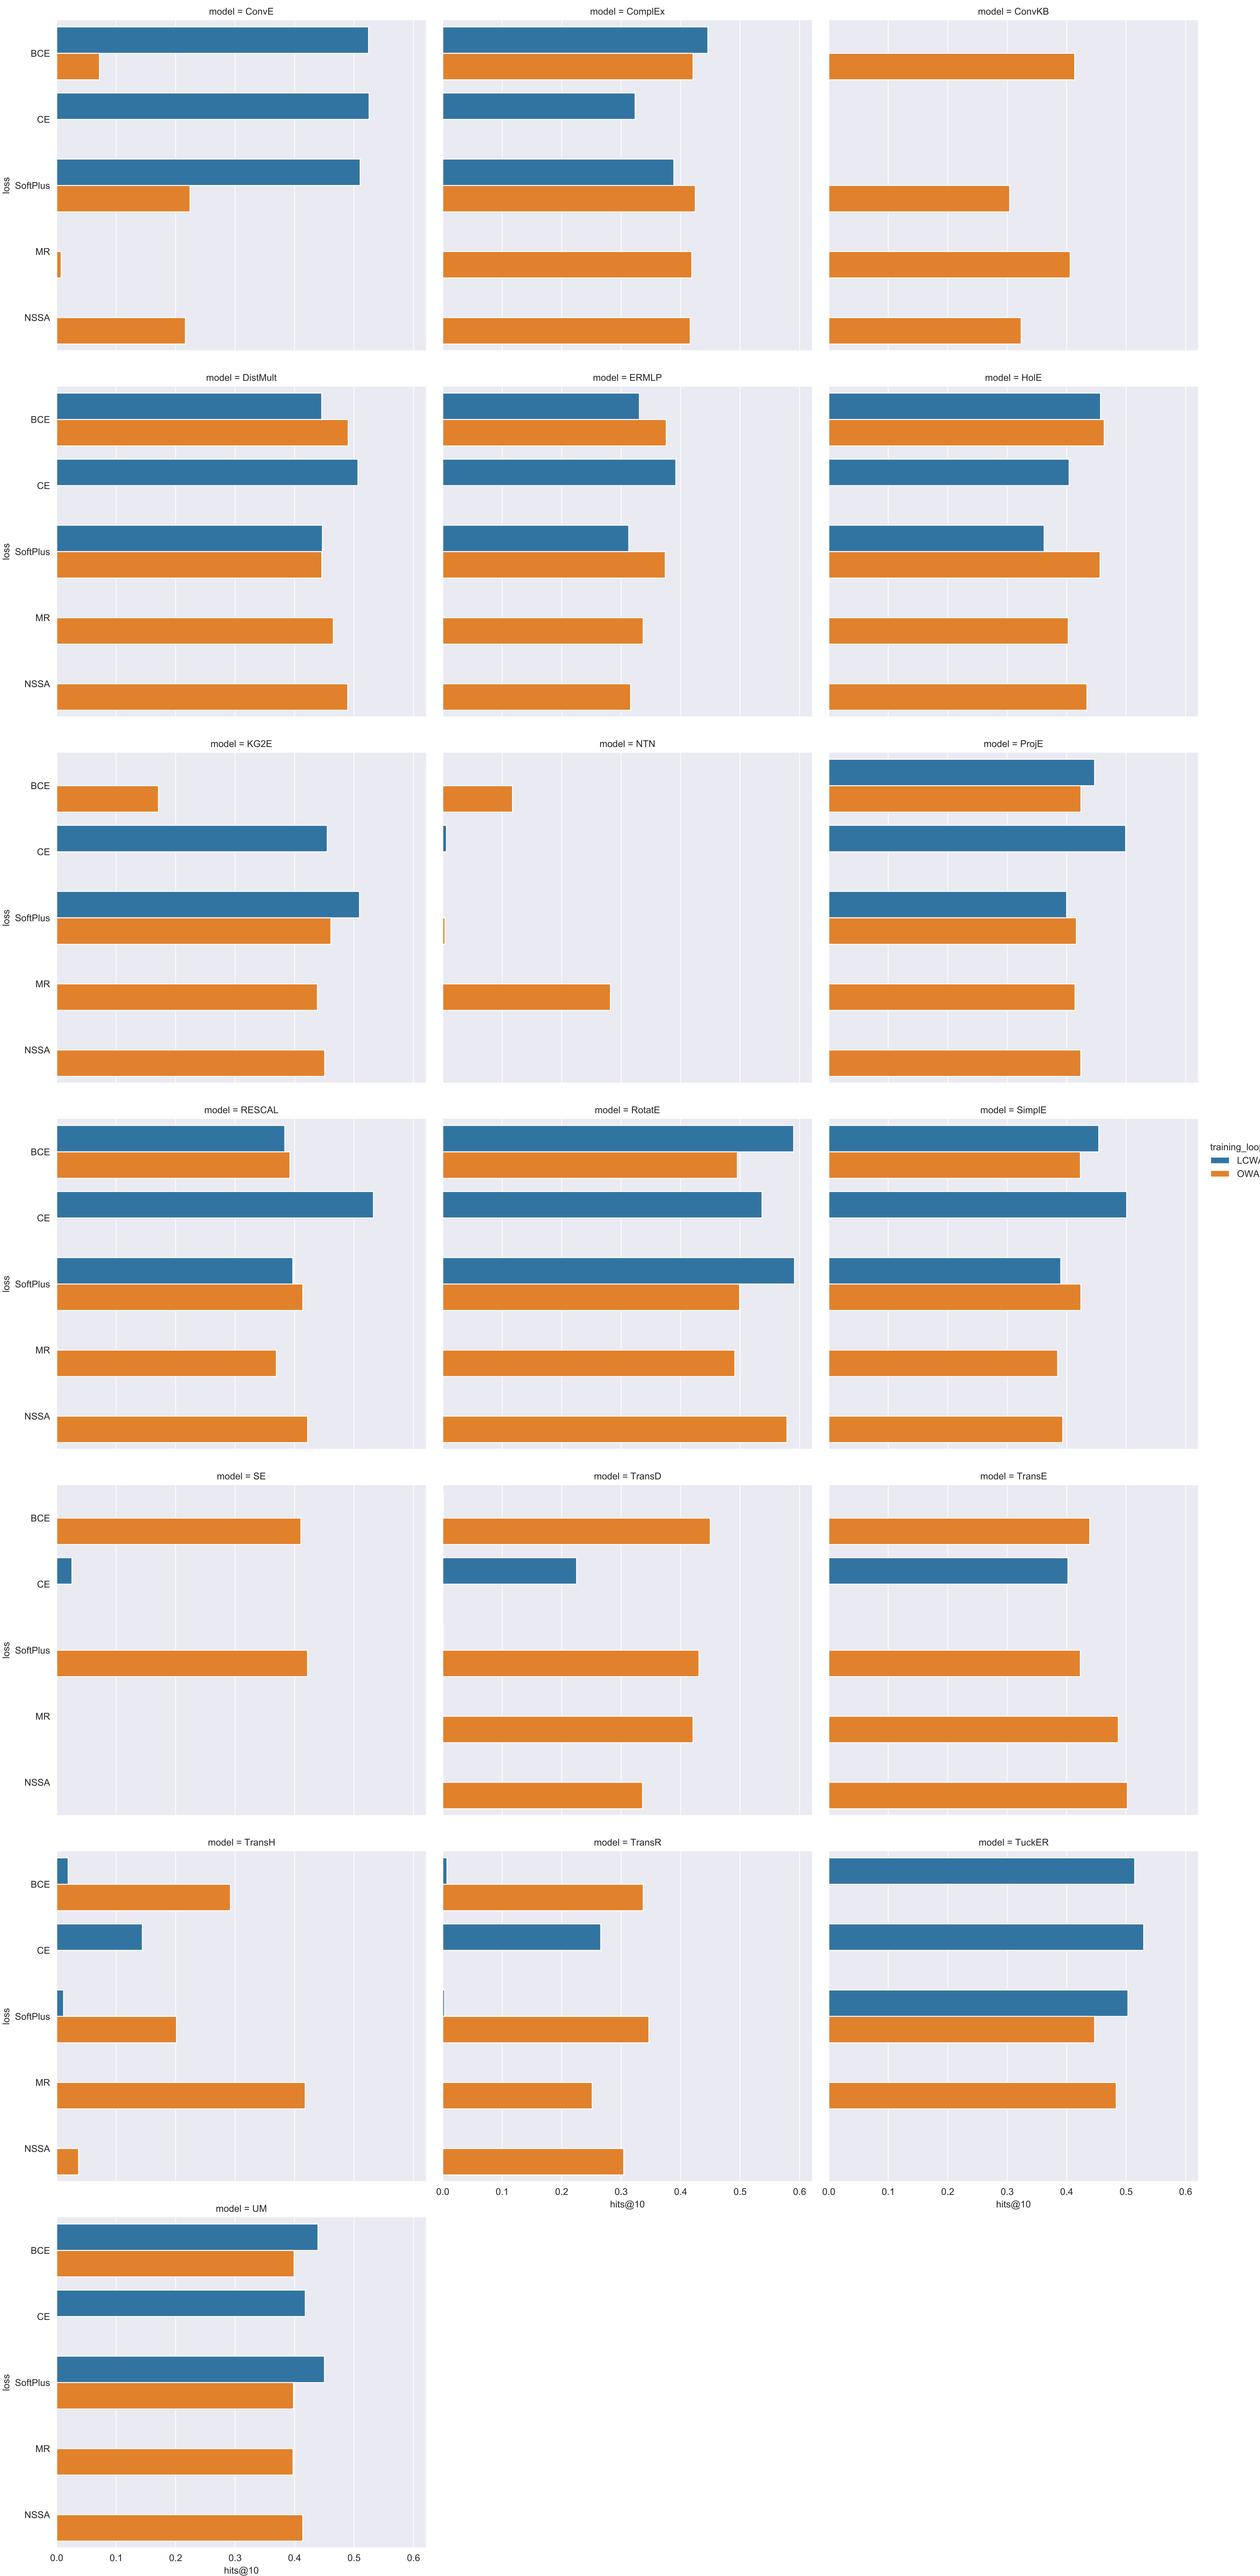 model = ConvE
model = ComplEx
model = ConvKB
BCE
CE
SoftPlus
MR
NSSA
loss
model = DistMult
model = ERMLP
model = HolE
BCE
CE
SoftPlus
MR
NSSA
loss
model = KG2E
model = NTN
model = ProjE
BCE
CE
SoftPlus
MR
NSSA
loss
model = RESCAL
model = RotatE
model = SimplE
BCE
CE
SoftPlus
MR
NSSA
loss
training_loop
LCWA
OWA
model = SE
model = TransD
model = TransE
BCE
CE
SoftPlus
MR
NSSA
loss
model = TransH
model = TransR
model = TuckER
BCE
CE
SoftPlus
MR
NSSA
loss
0.0 0.1 0.2 0.3 0.4 0.5 0.6
hits@10
0.0 0.1 0.2 0.3 0.4 0.5 0.6
hits@10
model = UM
BCE
CE
SoftPlus
MR
NSSA
loss
0.0 0.1 0.2 0.3 0.4 0.5 0.6
hits@10